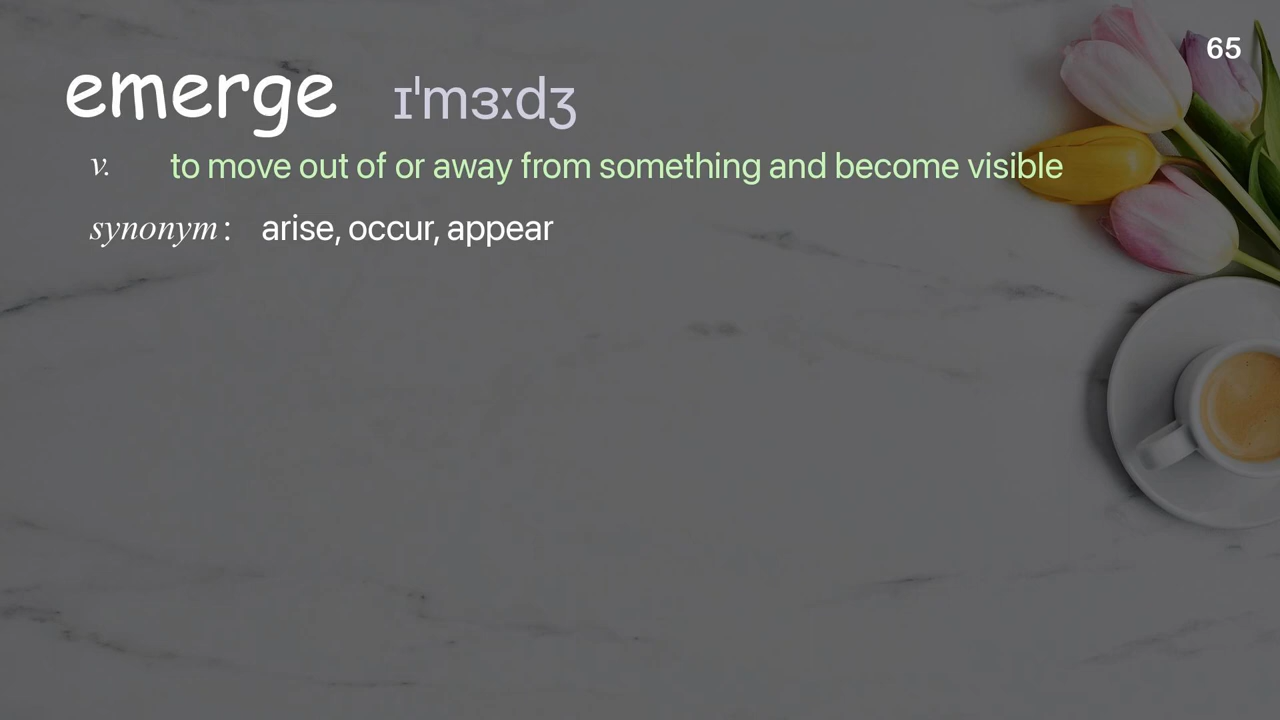 65
emerge ɪˈmɜːdʒ
v. to move out of or away from something and become visible
synonym: arise, occur, appear